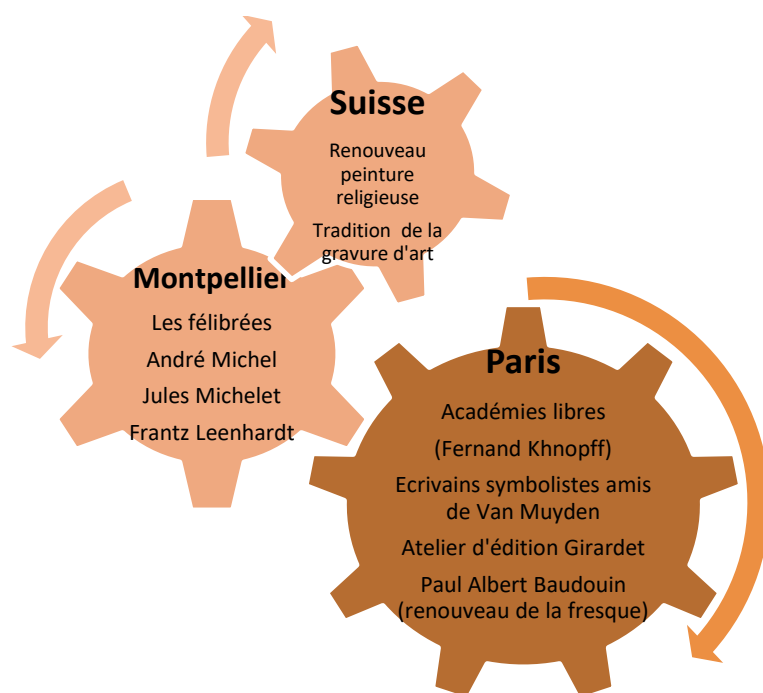 Suisse
Renouveau
peinture
religieuse
Tradition de la
gravure d'art
Montpellier
Les félibrées
André Michel
Jules Michelet
Frantz Leenhardt
Paris
Académies libres
(Fernand Khnopff)
Ecrivains symbolistes amis
de Van Muyden
Atelier d'édition Girardet
Paul Albert Baudouin
(renouveau de la fresque)